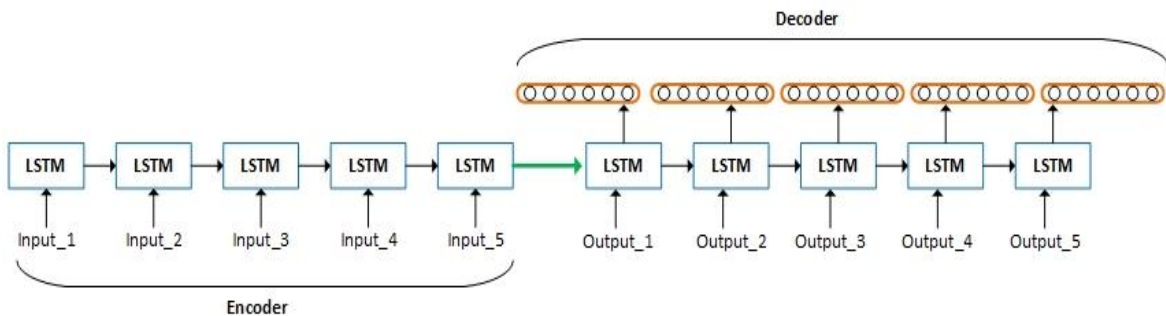 Decoder
LSTM LSTM LSTM LSTM LSTM LSTM LSTM LSTM LSTM LSTM
Input_1 Input_2 Input_3 Input_4 Input_5 Output_1 Output_2 Output_3 Output_4 Output_5
Encoder